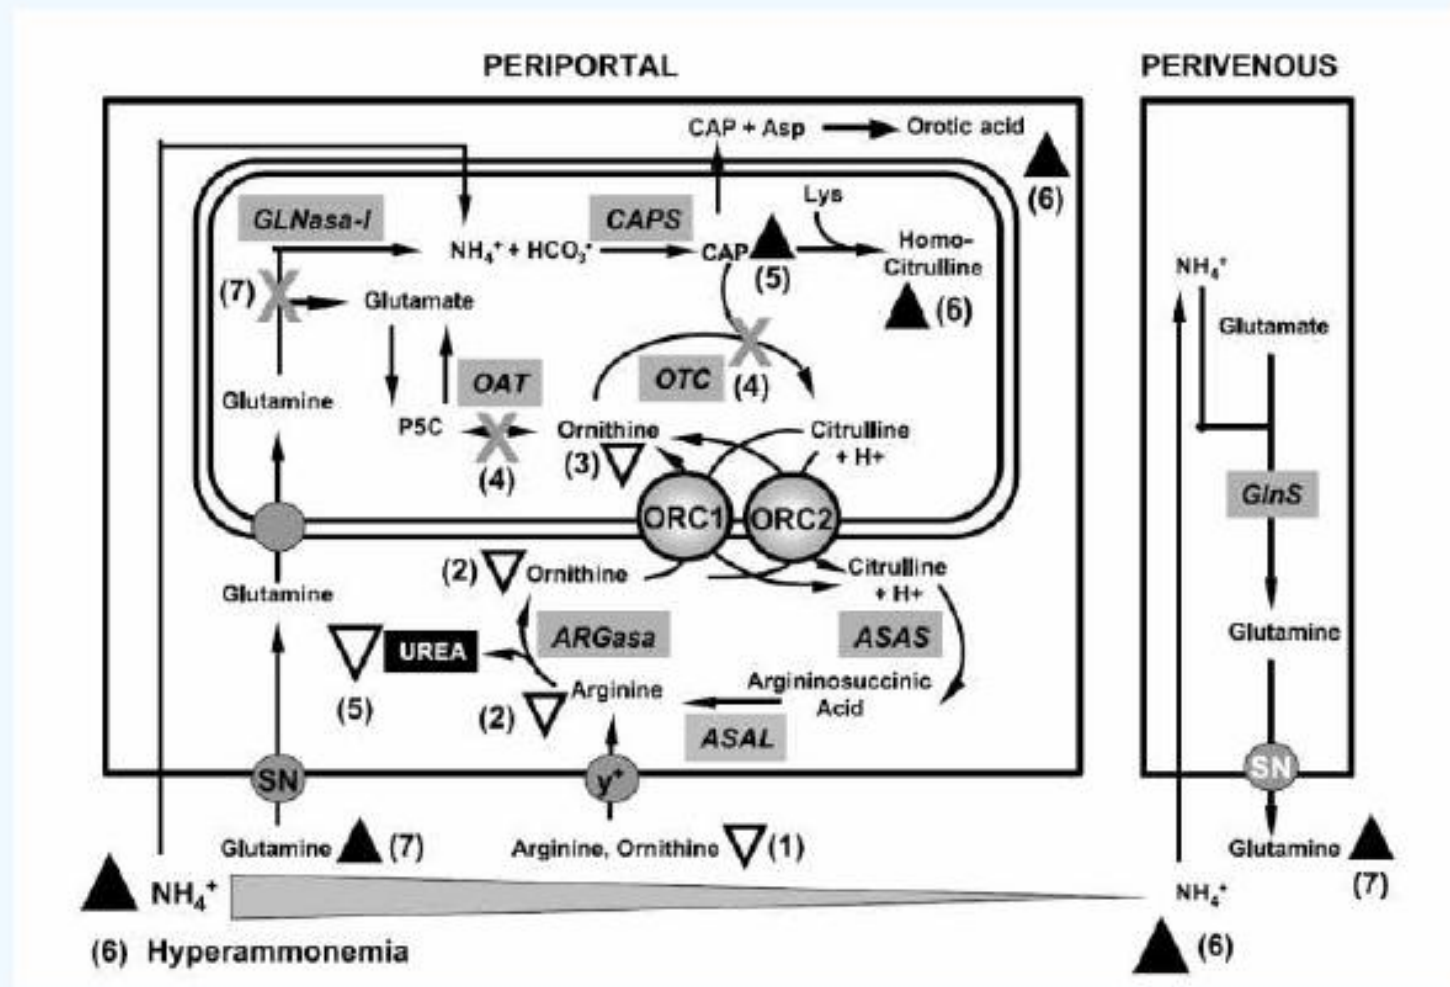 PERIPORTAL
PERIVENOUS
CAP + Asp
Orotic acid
(6)
GLNasa-I
CAPS
Lys
NH₄⁺ + HCO₃⁻
CAP
(5)
Homo-
Citrulline
(6)
(7)
Glutamate
OAT
OTC
(4)
Glutamine
P5C
(4)
Ornithine
(3)
Citrulline
+ H+
ORC1
ORC2
(2)
Ornithine
Citrulline
+ H+
Glutamine
UREA
(5)
ARGasa
ASAS
Arginine
(2)
Argininosuccinic
Acid
ASAL
SN
y⁺
Glutamine
(7)
Arginine, Ornithine
(1)
NH₄⁺
(6) Hyperammonemia
NH₄⁺
Glutamate
GlnS
Glutamine
SN
Glutamine
(7)
NH₄⁺
(6)